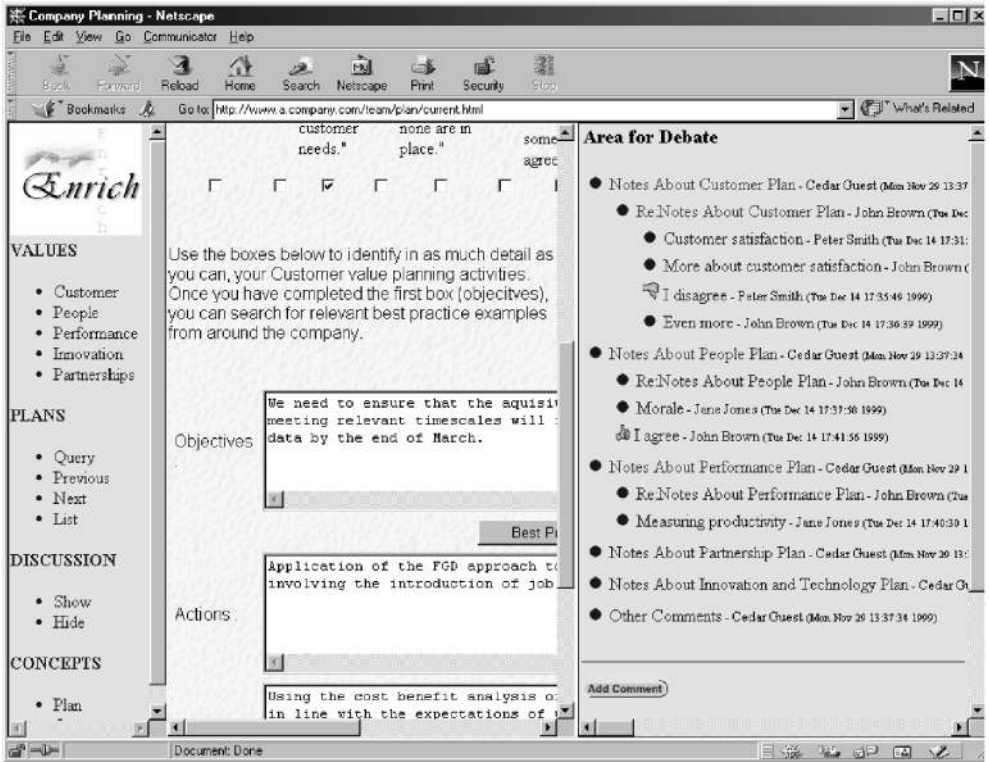 Company Planning - Netscape
File Edit View Go Communicator Help
Back Forward Reload Home Search Netscape Print Security Stop
N
Bookmarks Go to: http://www.a.company.com/team/plan/current.html What's Related
Enrich
VALUES
Customer
People
Performance
Innovation
Partnerships
PLANS
Query
Previous
Next
List
DISCUSSION
Show
Hide
CONCEPTS
Plan
customer none are in some
needs." place." agree
Use the boxes below to identify in as much detail as
you can, your Customer value planning activities.
Once you have completed the first box (objecitves),
you can search for relevant best practice examples
from around the company.
Objectives
:
We need to ensure that the aquisi
meeting relevant timescales will
data by the end of March.
Best Pr
Actions :
Application of the FGD approach to
involving the introduction of job
Using the cost benefit analysis o
in line with the expectations of
Area for Debate
Notes About Customer Plan - Cedar Guest (Mon Nov 29 13:37
Re:Notes About Customer Plan - John Brown (Tue Dec
Customer satisfaction - Peter Smith (Tue Dec 14 17:31:
More about customer satisfaction - John Brown (
I disagree - Peter Smith (Tue Dec 14 17:35:49 1999)
Even more - John Brown (Tue Dec 14 17:36:39 1999)
Notes About People Plan - Cedar Guest (Mon Nov 29 13:37:34
Re:Notes About People Plan - John Brown (Tue Dec 14
Morale - Jane Jones (Tue Dec 14 17:37:58 1999)
I agree - John Brown (Tue Dec 14 17:41:56 1999)
Notes About Performance Plan - Cedar Guest (Mon Nov 29 1
Re:Notes About Performance Plan - John Brown (Tue
Measuring productivity - Jane Jones (Tue Dec 14 17:40:30 1
Notes About Partnership Plan - Cedar Guest (Mon Nov 29 13:
Notes About Innovation and Technology Plan - Cedar Gu
Other Comments - Cedar Guest (Mon Nov 29 13:37:34 1999)
Add Comment
Document: Done